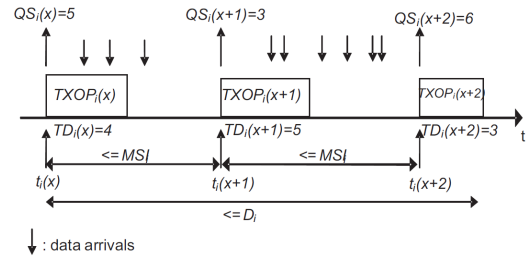 QSi(x)=5 QSi(x+1)=3 QSi(x+2)=6
TXOPi(x) TXOPi(x+1) TXOPi(x+2)
TDi(x)=4 TDi(x+1)=5 TDi(x+2)=3 t
<=MSI <=MSI
ti(x) ti(x+1) ti(x+2)
<=Di
: data arrivals